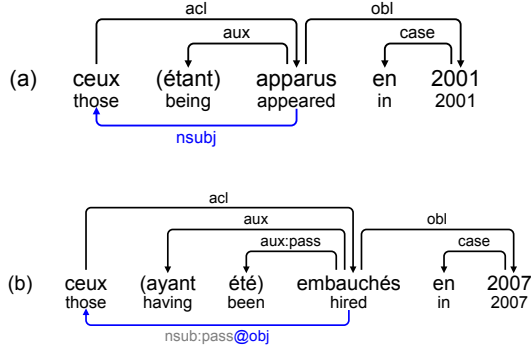 acl obl
aux case
(a) ceux (étant) apparus en 2001
those being appeared in 2001
nsubj
acl
aux obl
aux:pass case
(b) ceux (ayant été) embauchés en 2007
those having been hired in 2007
nsub:pass@obj